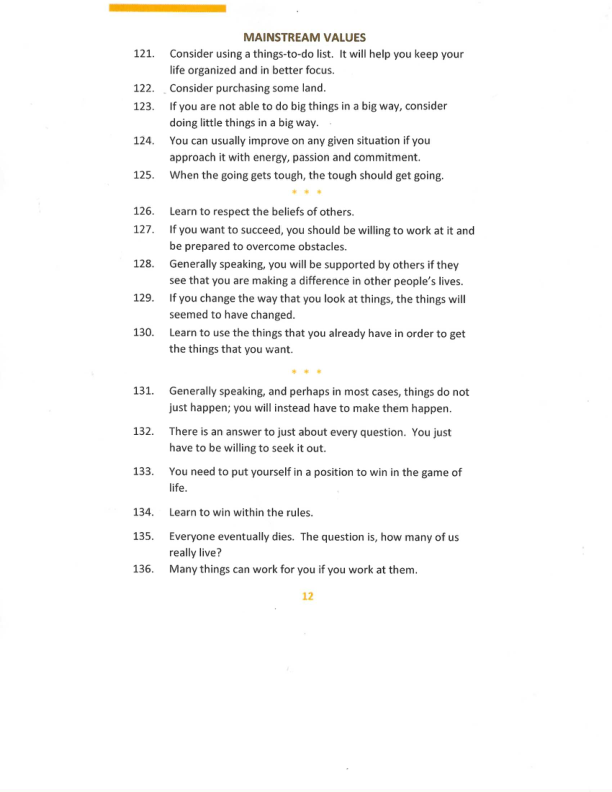 MAINSTREAM VALUES
121. Consider using a things-to-do list. It will help you keep your
life organized and in better focus.
122. Consider purchasing some land.
123. If you are not able to do big things in a big way, consider
doing little things in a big way.
124. You can usually improve on any given situation if you
approach it with energy, passion and commitment.
125. When the going gets tough, the tough should get going.
* * *
126. Learn to respect the beliefs of others.
127. If you want to succeed, you should be willing to work at it and
be prepared to overcome obstacles.
128. Generally speaking, you will be supported by others if they
see that you are making a difference in other people's lives.
129. If you change the way that you look at things, the things will
seemed to have changed.
130. Learn to use the things that you already have in order to get
the things that you want.
* * *
131. Generally speaking, and perhaps in most cases, things do not
just happen; you will instead have to make them happen.
132. There is an answer to just about every question. You just
have to be willing to seek it out.
133. You need to put yourself in a position to win in the game of
life.
134. Learn to win within the rules.
135. Everyone eventually dies. The question is, how many of us
really live?
136. Many things can work for you if you work at them.
12